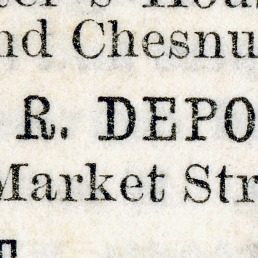 nd Chesnu
R. DEPO
Market Str